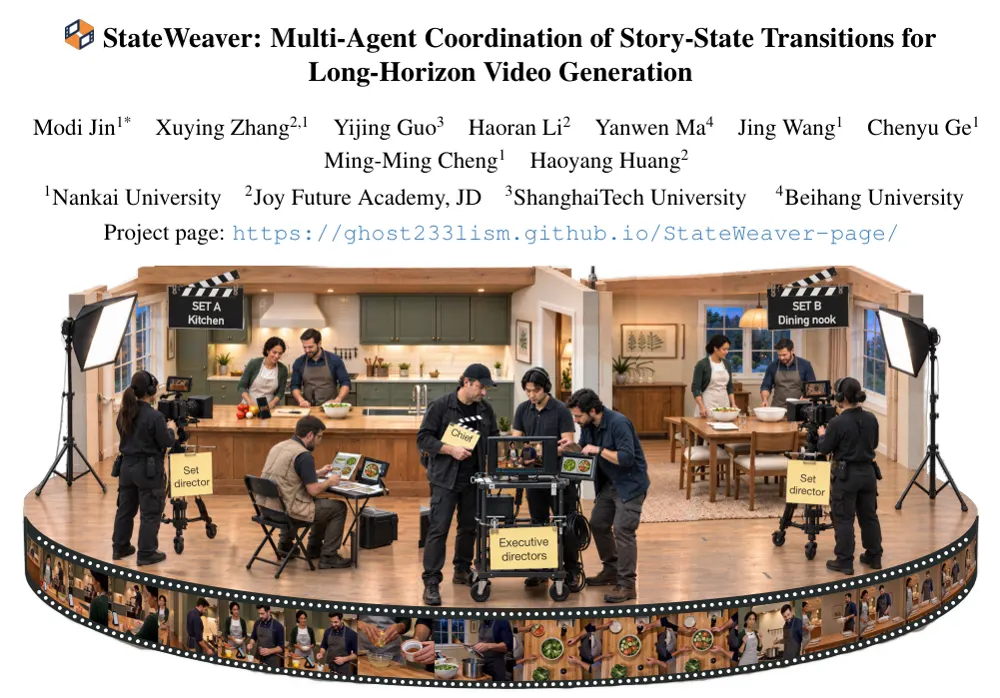 StateWeaver: Multi-Agent Coordination of Story-State Transitions for
Long-Horizon Video Generation
Modi Jin1* Xuying Zhang2,1 Yijing Guo3 Haoran Li2 Yanwen Ma4 Jing Wang1 Chenyu Ge1
Ming-Ming Cheng1 Haoyang Huang2
1Nankai University 2Joy Future Academy, JD 3ShanghaiTech University 4Beihang University
Project page: https://ghost233lism.github.io/StateWeaver-page/
SET A
Kitchen
SET B
Dining nook
Chief
Set
director
Set
director
Executive
directors